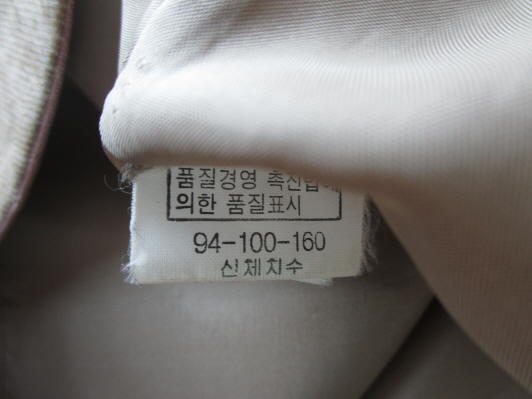 품질경영 촉진법에
의한 품질표시
94-100-160
신체치수